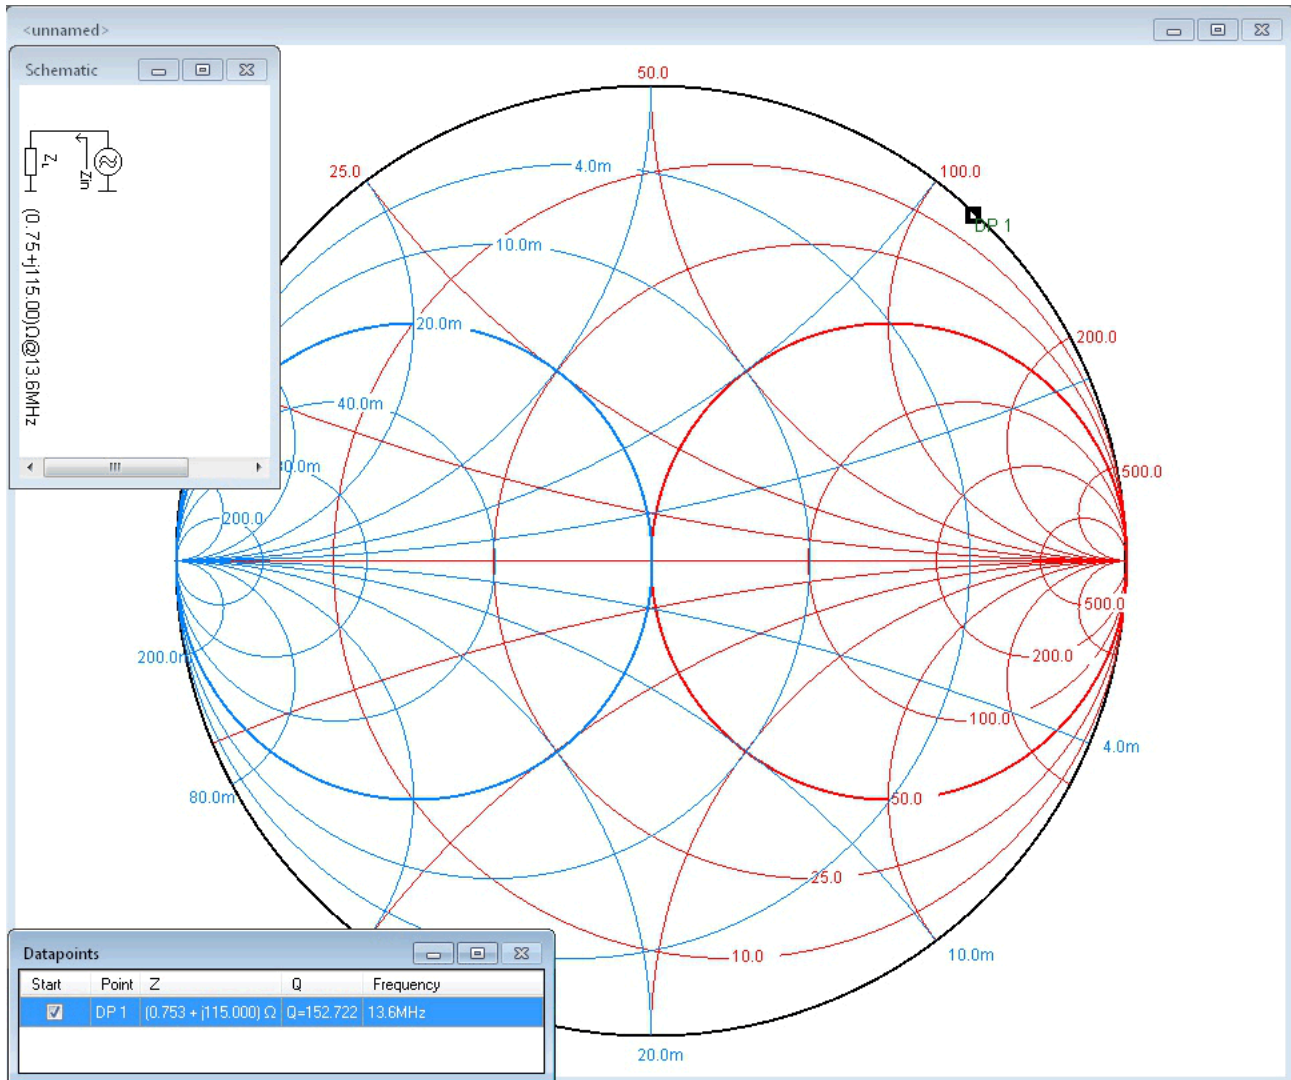 <unnamed>
Schematic
ZL
Zin
(0.75+j115.00)Ω@13.6MHz
50.0
25.0
4.0m
100.0
DP 1
10.0m
20.0m
200.0
40.0m
500.0
200.0
500.0
200.0m
200.0
100.0
4.0m
80.0m
50.0
25.0
10.0
10.0m
20.0m
Datapoints
Start Point Z Q Frequency
DP 1 (0.753 + j115.000) Ω Q=152.722 13.6MHz